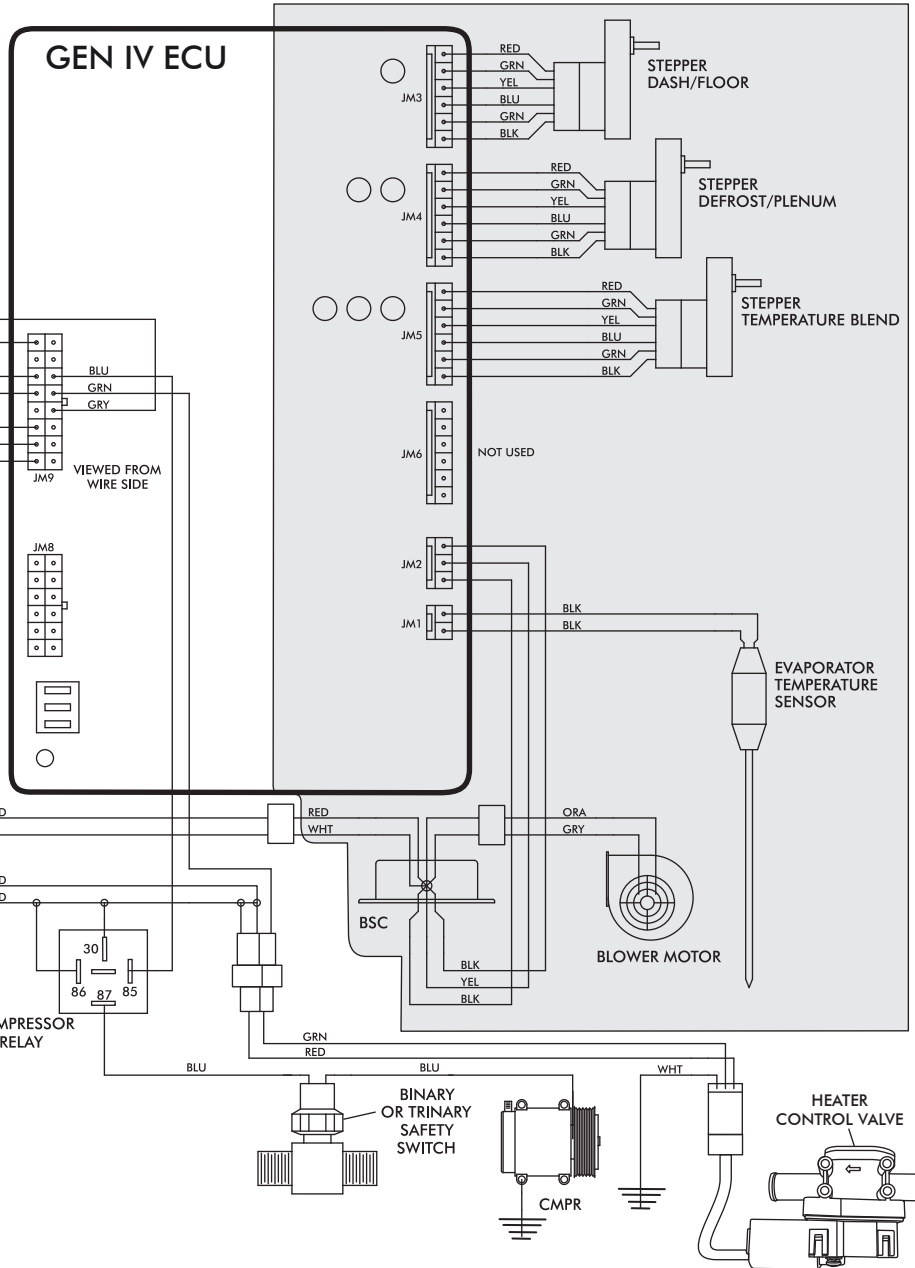 GEN IV ECU
JM3
RED
GRN
YEL
BLU
GRN
BLK
STEPPER
DASH/FLOOR
JM4
RED
GRN
YEL
BLU
GRN
BLK
STEPPER
DEFROST/PLENUM
JM5
RED
GRN
YEL
BLU
GRN
BLK
STEPPER
TEMPERATURE BLEND
BLU
GRN
GRY
JM9
VIEWED FROM
WIRE SIDE
JM6
NOT USED
JM8
JM2
JM1
BLK
BLK
EVAPORATOR
TEMPERATURE
SENSOR
D
RED
WHT
ORA
GRY
D
D
BSC
BLOWER MOTOR
30
86
87
85
BLK
YEL
BLK
MPRESSOR
RELAY
GRN
RED
BLU
BLU
WHT
BINARY
OR TRINARY
SAFETY
SWITCH
CMPR
HEATER
CONTROL VALVE